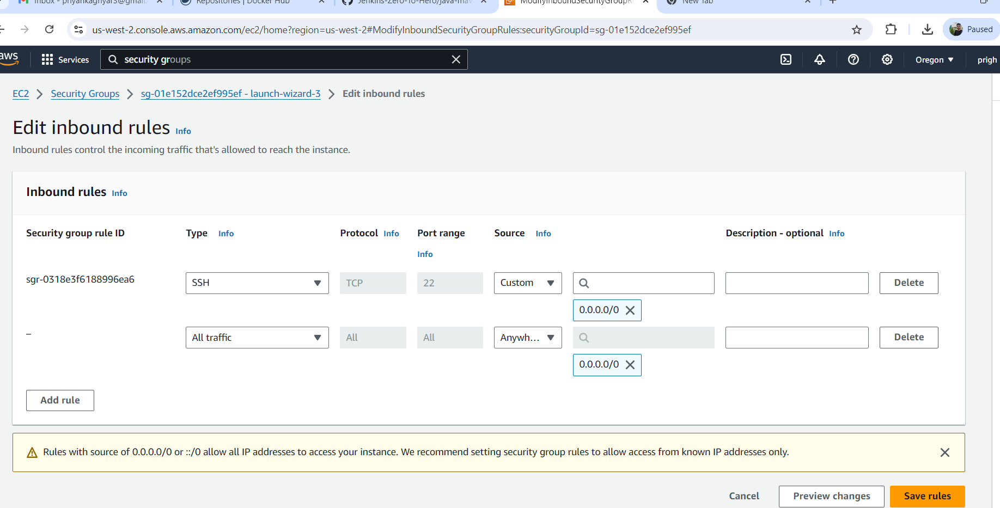 Inbox - priyankaghyar3@gmail.
Repositories | Docker Hub
Jenkins-Zero-To-Hero/java-mav
ModifyInboundSecurityGroupRu
New Tab
us-west-2.console.aws.amazon.com/ec2/home?region=us-west-2#ModifyInboundSecurityGroupRules:securityGroupId=sg-01e152dce2ef995ef
Paused
aws
Services
security groups
Oregon
prigh
EC2
Security Groups
sg-01e152dce2ef995ef - launch-wizard-3
Edit inbound rules
Edit inbound rules Info
Inbound rules control the incoming traffic that's allowed to reach the instance.
Inbound rules Info
Security group rule ID
Type Info
Protocol Info
Port range
Info
Source Info
Description - optional Info
sgr-0318e3f6188996ea6
SSH
TCP
22
Custom
Delete
0.0.0.0/0
–
All traffic
All
All
Anywh...
Delete
0.0.0.0/0
Add rule
Rules with source of 0.0.0.0/0 or ::/0 allow all IP addresses to access your instance. We recommend setting security group rules to allow access from known IP addresses only.
Cancel
Preview changes
Save rules